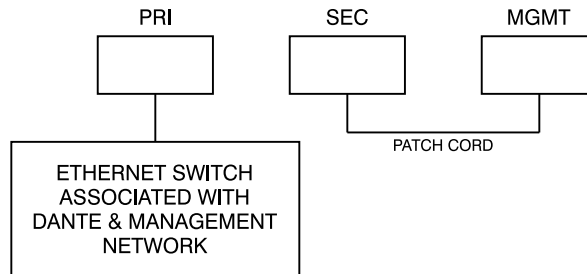 PRI
SEC
MGMT
PATCH CORD
ETHERNET SWITCH
ASSOCIATED WITH
DANTE & MANAGEMENT
NETWORK